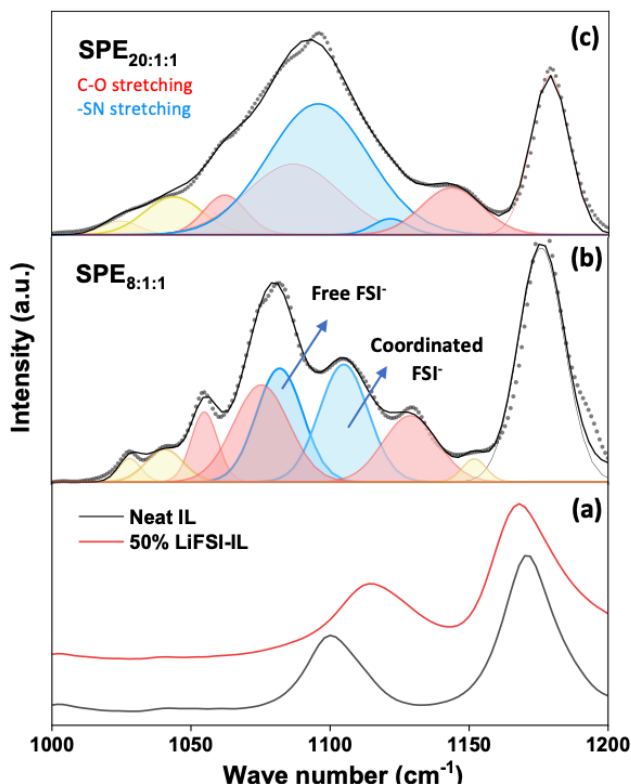 SPE20:1:1
(c)
C-O stretching
-SN stretching
SPE8:1:1
(b)
Free FSI-
Coordinated
FSI-
Intensity (a.u.)
(a)
Neat IL
50% LiFSI-IL
1000 1050 1100 1150 1200
Wave number (cm-1)